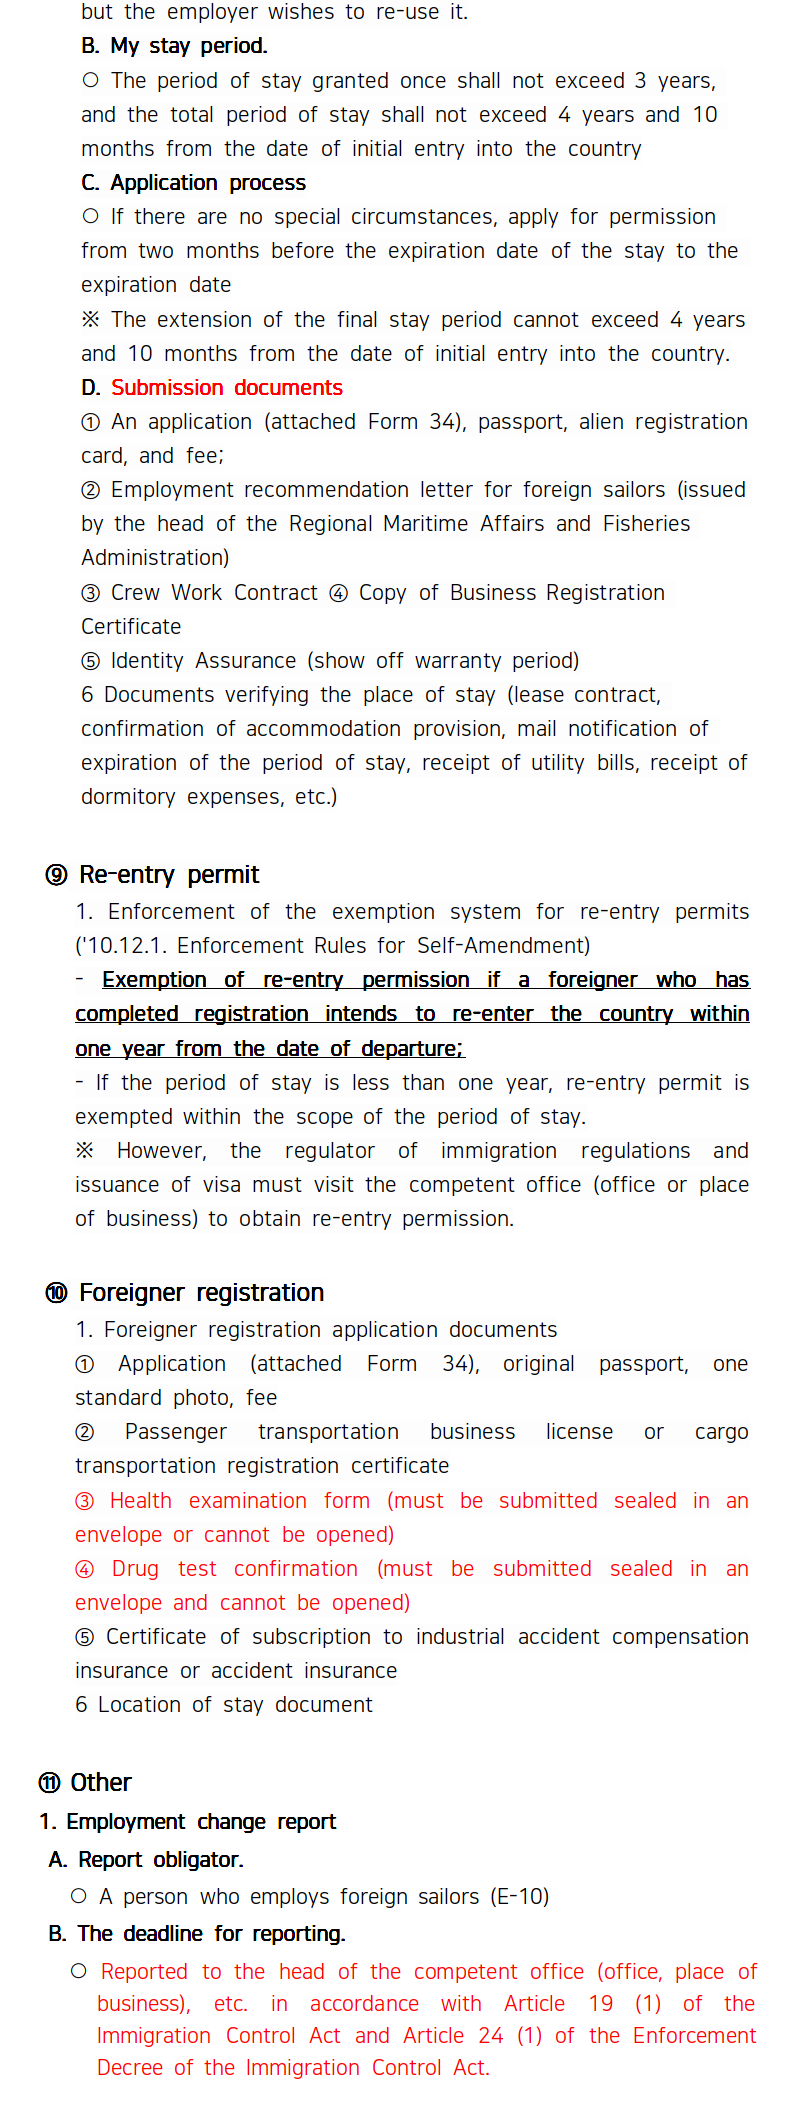 but the employer wishes to re-use it.
B. My stay period.
○ The period of stay granted once shall not exceed 3 years,
and the total period of stay shall not exceed 4 years and 10
months from the date of initial entry into the country
C. Application process
○ If there are no special circumstances, apply for permission
from two months before the expiration date of the stay to the
expiration date
※ The extension of the final stay period cannot exceed 4 years
and 10 months from the date of initial entry into the country.
D. Submission documents
① An application (attached Form 34), passport, alien registration
card, and fee;
② Employment recommendation letter for foreign sailors (issued
by the head of the Regional Maritime Affairs and Fisheries
Administration)
③ Crew Work Contract ④ Copy of Business Registration
Certificate
⑤ Identity Assurance (show off warranty period)
6 Documents verifying the place of stay (lease contract,
confirmation of accommodation provision, mail notification of
expiration of the period of stay, receipt of utility bills, receipt of
dormitory expenses, etc.)
⑨ Re-entry permit
1. Enforcement of the exemption system for re-entry permits
('10.12.1. Enforcement Rules for Self-Amendment)
- Exemption of re-entry permission if a foreigner who has
completed registration intends to re-enter the country within
one year from the date of departure;
- If the period of stay is less than one year, re-entry permit is
exempted within the scope of the period of stay.
※ However, the regulator of immigration regulations and
issuance of visa must visit the competent office (office or place
of business) to obtain re-entry permission.
⑩ Foreigner registration
1. Foreigner registration application documents
① Application (attached Form 34), original passport, one
standard photo, fee
② Passenger transportation business license or cargo
transportation registration certificate
③ Health examination form (must be submitted sealed in an
envelope or cannot be opened)
④ Drug test confirmation (must be submitted sealed in an
envelope and cannot be opened)
⑤ Certificate of subscription to industrial accident compensation
insurance or accident insurance
6 Location of stay document
⑪ Other
1. Employment change report
A. Report obligator.
○ A person who employs foreign sailors (E-10)
B. The deadline for reporting.
○ Reported to the head of the competent office (office, place of
business), etc. in accordance with Article 19 (1) of the
Immigration Control Act and Article 24 (1) of the Enforcement
Decree of the Immigration Control Act.